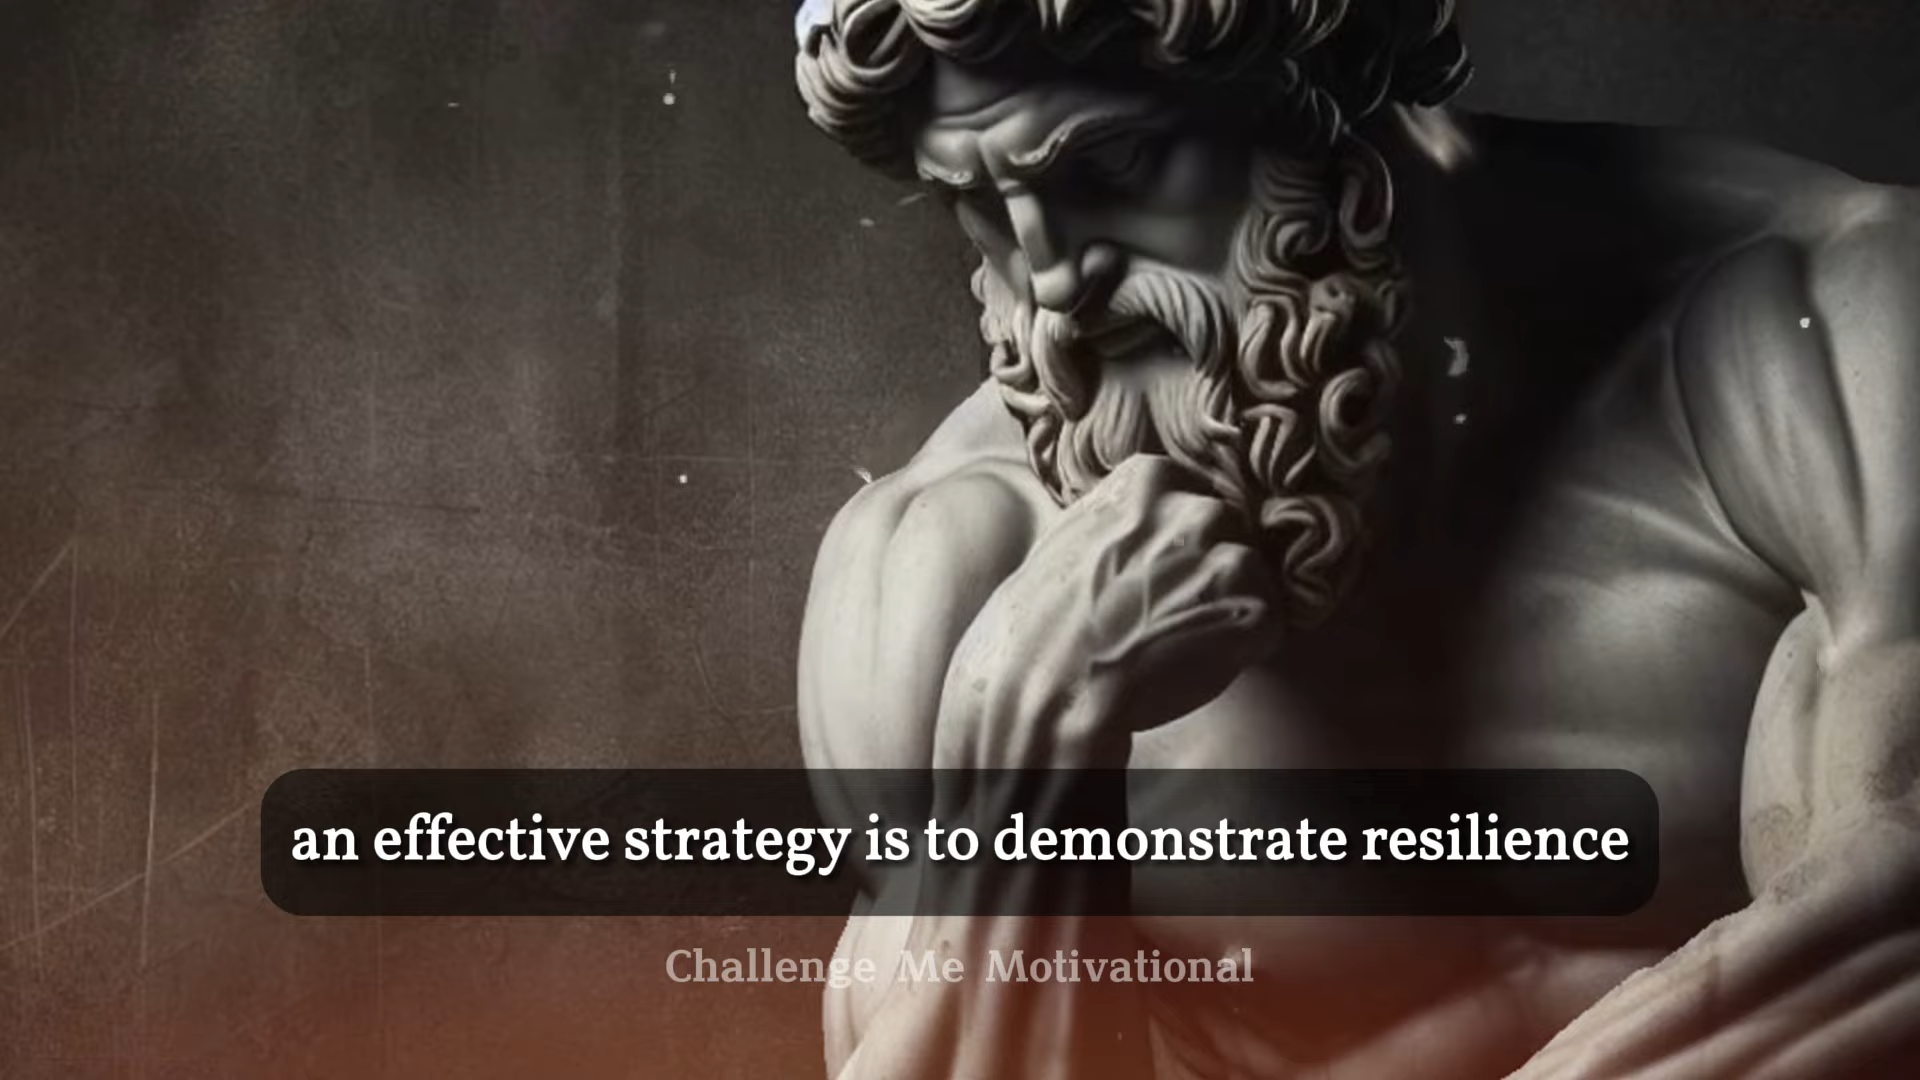 an effective strategy is to demonstrate resilience
Challenge Me Motivational